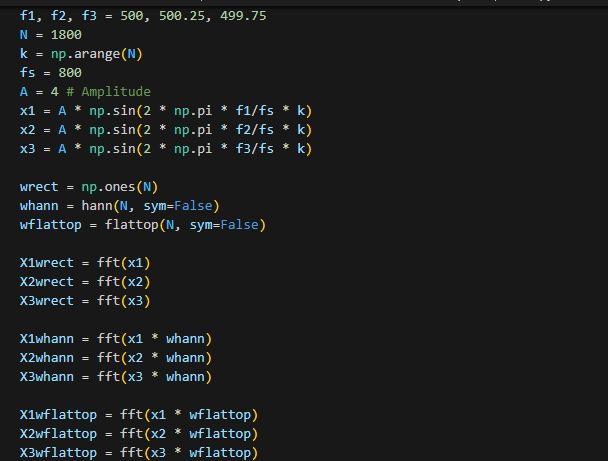 f1, f2, f3 = 500, 500.25, 499.75
N = 1800
k = np.arange(N)
fs = 800
A = 4 # Amplitude
x1 = A * np.sin(2 * np.pi * f1/fs * k)
x2 = A * np.sin(2 * np.pi * f2/fs * k)
x3 = A * np.sin(2 * np.pi * f3/fs * k)
wrect = np.ones(N)
whann = hann(N, sym=False)
wflattop = flattop(N, sym=False)
X1wrect = fft(x1)
X2wrect = fft(x2)
X3wrect = fft(x3)
X1whann = fft(x1 * whann)
X2whann = fft(x2 * whann)
X3whann = fft(x3 * whann)
X1wflattop = fft(x1 * wflattop)
X2wflattop = fft(x2 * wflattop)
X3wflattop = fft(x3 * wflattop)